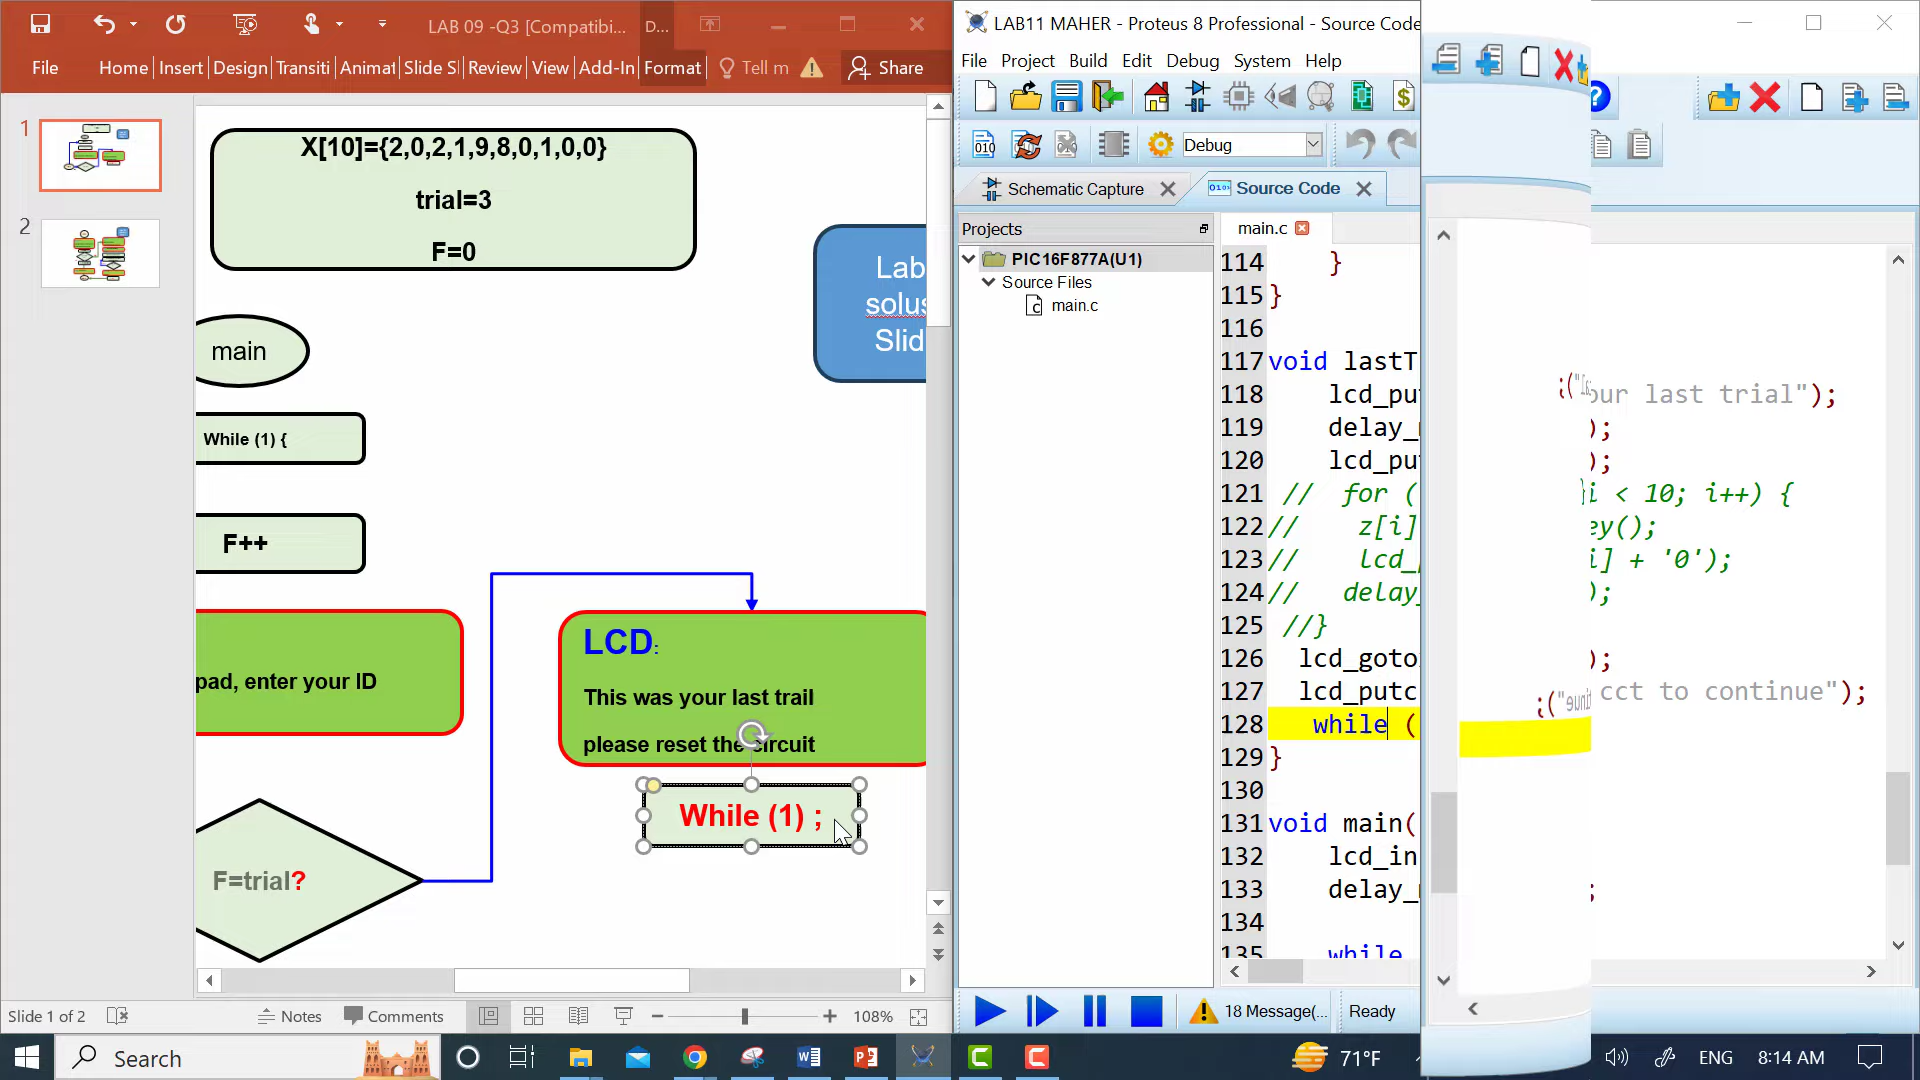 LAB 09 -Q3 [Compatibi...
D...
File
Home
Insert
Design
Transiti
Animat
Slide S
Review
View
Add-In
Format
Tell m
Share
1
2
X[10]={2,0,2,1,9,8,0,1,0,0}
trial=3
F=0
main
Lab
solus
Slid
While (1) {
F++
pad, enter your ID
LCD:
This was your last trail
please reset the circuit
While (1) ;
F=trial?
Slide 1 of 2
Notes
Comments
108%
LAB11 MAHER - Proteus 8 Professional - Source Code
File Project Build Edit Debug System Help
Debug
Schematic Capture
Source Code
Projects
PIC16F877A(U1)
Source Files
main.c
main.c
114 }
115 }
116
117 void lastT
118 lcd_pu
our last trial");
119 delay_
);
120 lcd_pu
);
121 // for (
i < 10; i++) {
122 // z[i]
ey();
123 // lcd_
i] + '0');
124 // delay_
);
125 //}
126 lcd_goto
);
127 lcd_putc
cct to continue");
128 while (
129 }
130
131 void main(
132 lcd_in
133 delay_
;
134
135 while
18 Message(...
Ready
Search
71°F
ENG
8:14 AM